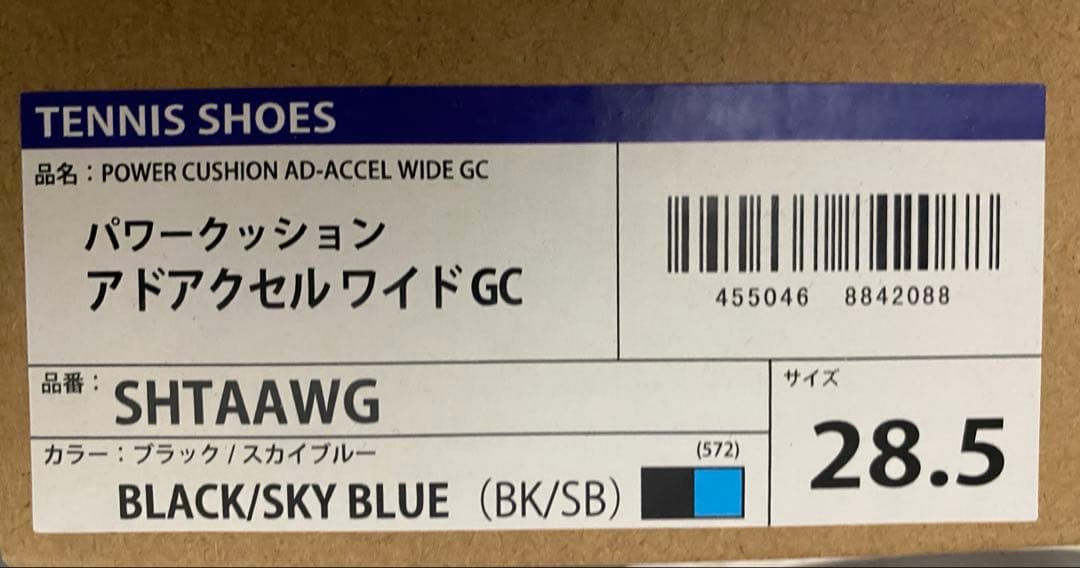 TENNIS SHOES
品名：POWER CUSHION AD-ACCEL WIDE GC
パワークッション
アドアクセル ワイド GC
455046 8842088
品番：SHTAAWG
カラー：ブラック / スカイブルー
(572)
BLACK/SKY BLUE（BK/SB）
サイズ
28.5